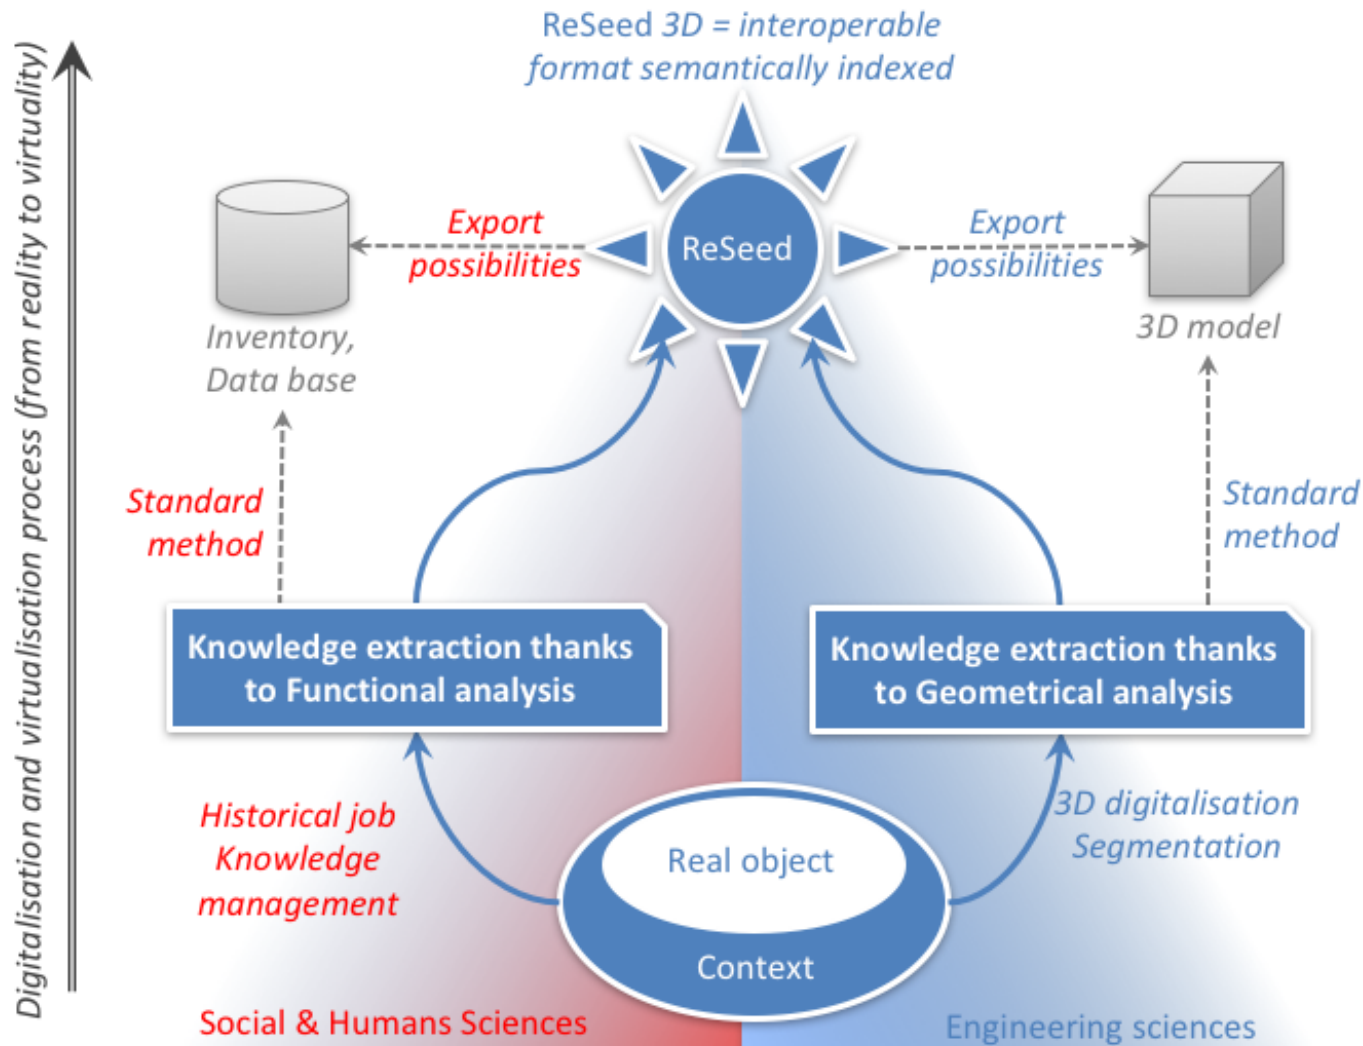 ReSeed 3D = interoperable
format semantically indexed
Digitalisation and virtualisation process (from reality to virtuality)
Export
possibilities
ReSeed
Export
possibilities
Inventory,
Data base
3D model
Standard
method
Standard
method
Knowledge extraction thanks
to Functional analysis
Knowledge extraction thanks
to Geometrical analysis
Historical job
Knowledge
management
3D digitalisation
Segmentation
Real object
Context
Social & Humans Sciences
Engineering sciences